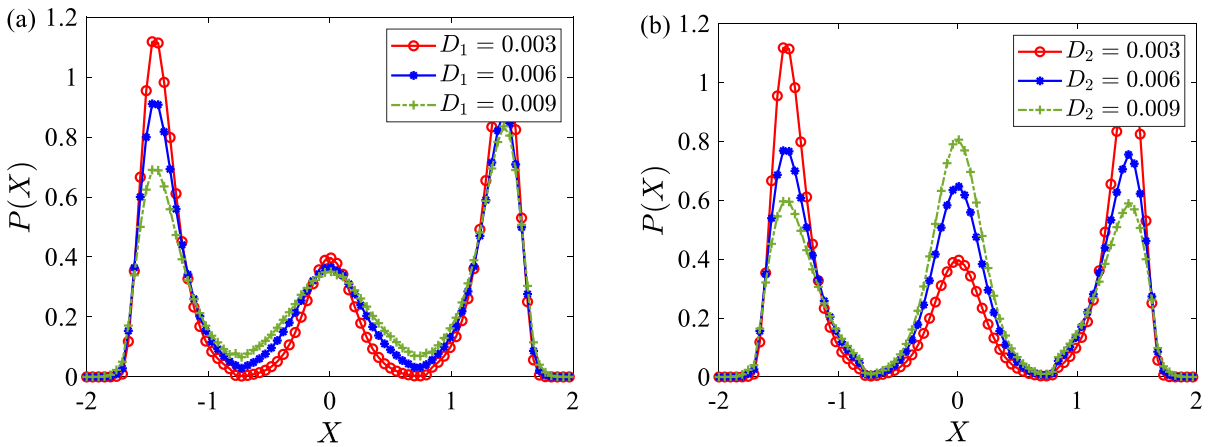 (a)
1.2
1
0.8
0.6
0.4
0.2
0
P(X)
-2
-1
0
1
2
X
D₁ = 0.003
D₁ = 0.006
D₁ = 0.009
(b)
1.2
1
0.8
0.6
0.4
0.2
0
P(X)
-2
-1
0
1
2
X
D₂ = 0.003
D₂ = 0.006
D₂ = 0.009